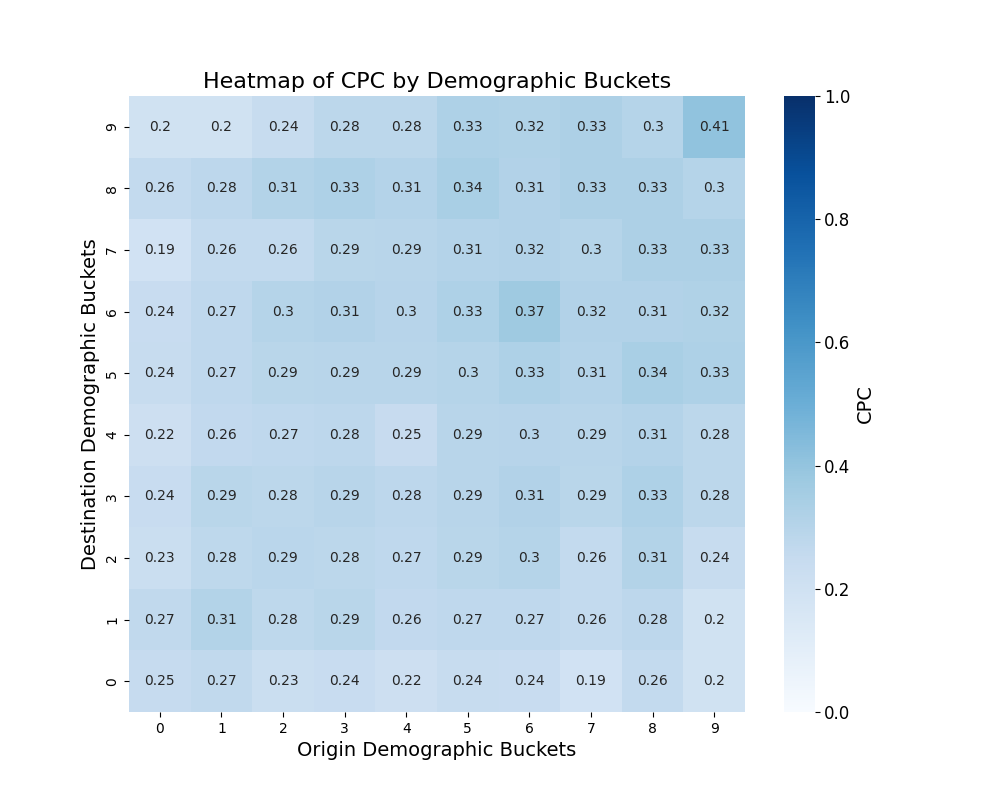 Heatmap of CPC by Demographic Buckets
9 0.2 0.2 0.24 0.28 0.28 0.33 0.32 0.33 0.3 0.41
8 0.26 0.28 0.31 0.33 0.31 0.34 0.31 0.33 0.33 0.3
7 0.19 0.26 0.26 0.29 0.29 0.31 0.32 0.3 0.33 0.33
6 0.24 0.27 0.3 0.31 0.3 0.33 0.37 0.32 0.31 0.32
5 0.24 0.27 0.29 0.29 0.29 0.3 0.33 0.31 0.34 0.33
4 0.22 0.26 0.27 0.28 0.25 0.29 0.3 0.29 0.31 0.28
3 0.24 0.29 0.28 0.29 0.28 0.29 0.31 0.29 0.33 0.28
2 0.23 0.28 0.29 0.28 0.27 0.29 0.3 0.26 0.31 0.24
1 0.27 0.31 0.28 0.29 0.26 0.27 0.27 0.26 0.28 0.2
0 0.25 0.27 0.23 0.24 0.22 0.24 0.24 0.19 0.26 0.2
0 1 2 3 4 5 6 7 8 9
Origin Demographic Buckets
Destination Demographic Buckets
1.0
0.8
0.6
0.4
0.2
0.0
CPC